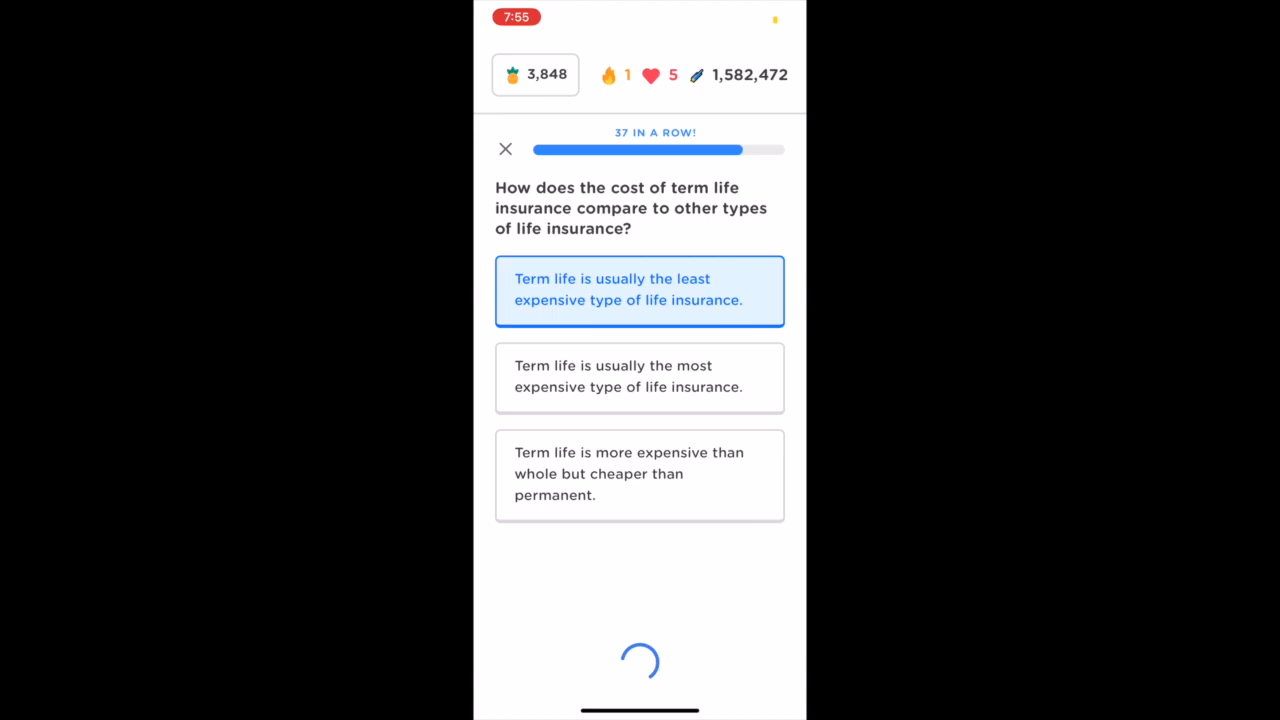 7:55
3,848 1 5 1,582,472
37 IN A ROW!
How does the cost of term life
insurance compare to other types
of life insurance?
Term life is usually the least
expensive type of life insurance.
Term life is usually the most
expensive type of life insurance.
Term life is more expensive than
whole but cheaper than
permanent.